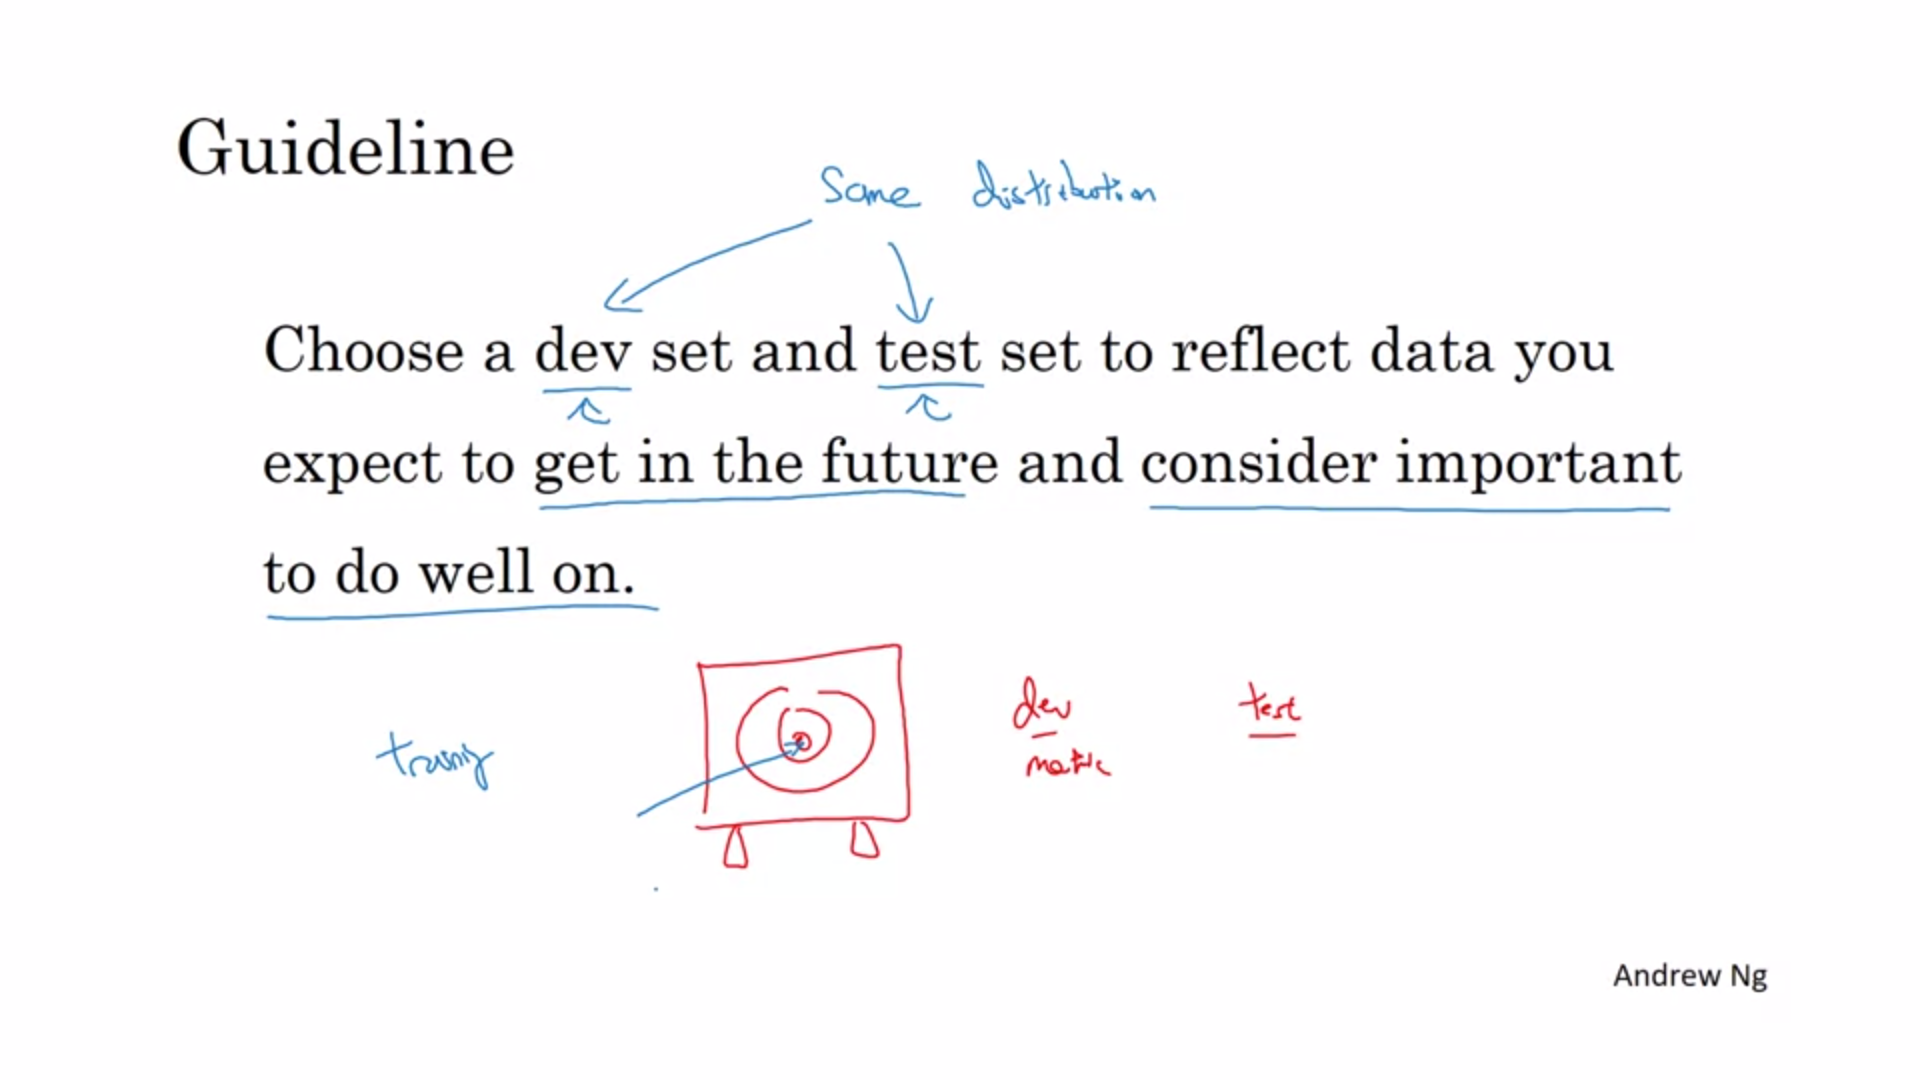 Guideline
Same distribution
Choose a dev set and test set to reflect data you
expect to get in the future and consider important
to do well on.
dev test
metric
Andrew Ng